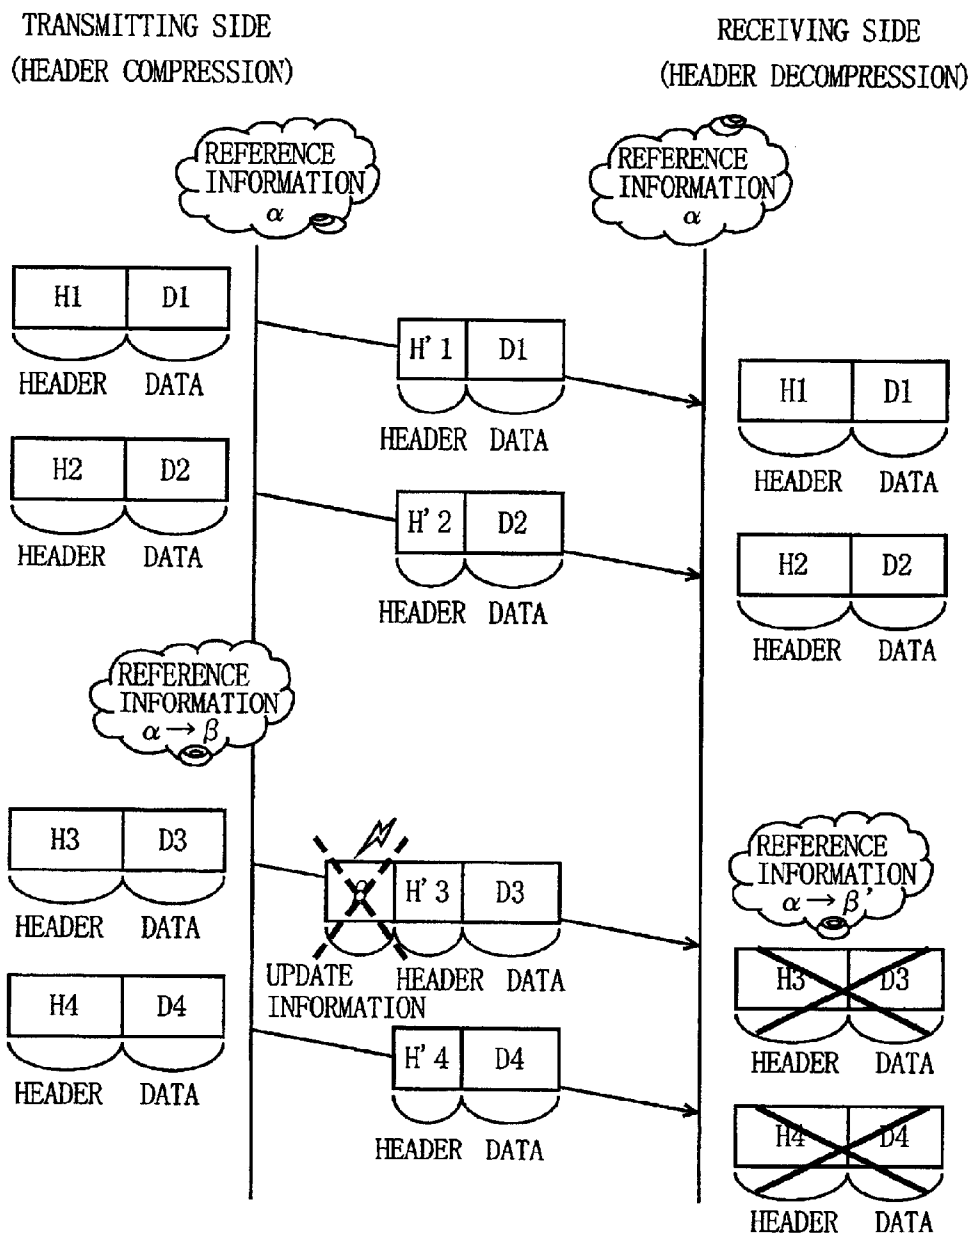 TRANSMITTING SIDE
(HEADER COMPRESSION)
RECEIVING SIDE
(HEADER DECOMPRESSION)
REFERENCE
INFORMATION
α
REFERENCE
INFORMATION
α
H1 D1
HEADER DATA
H'1 D1
HEADER DATA
H1 D1
HEADER DATA
H2 D2
HEADER DATA
H'2 D2
HEADER DATA
H2 D2
HEADER DATA
REFERENCE
INFORMATION
α → β
H3 D3
HEADER DATA
H'3 D3
UPDATE
INFORMATION
HEADER DATA
REFERENCE
INFORMATION
α → β'
H3 D3
HEADER DATA
H4 D4
HEADER DATA
H'4 D4
HEADER DATA
H4 D4
HEADER DATA